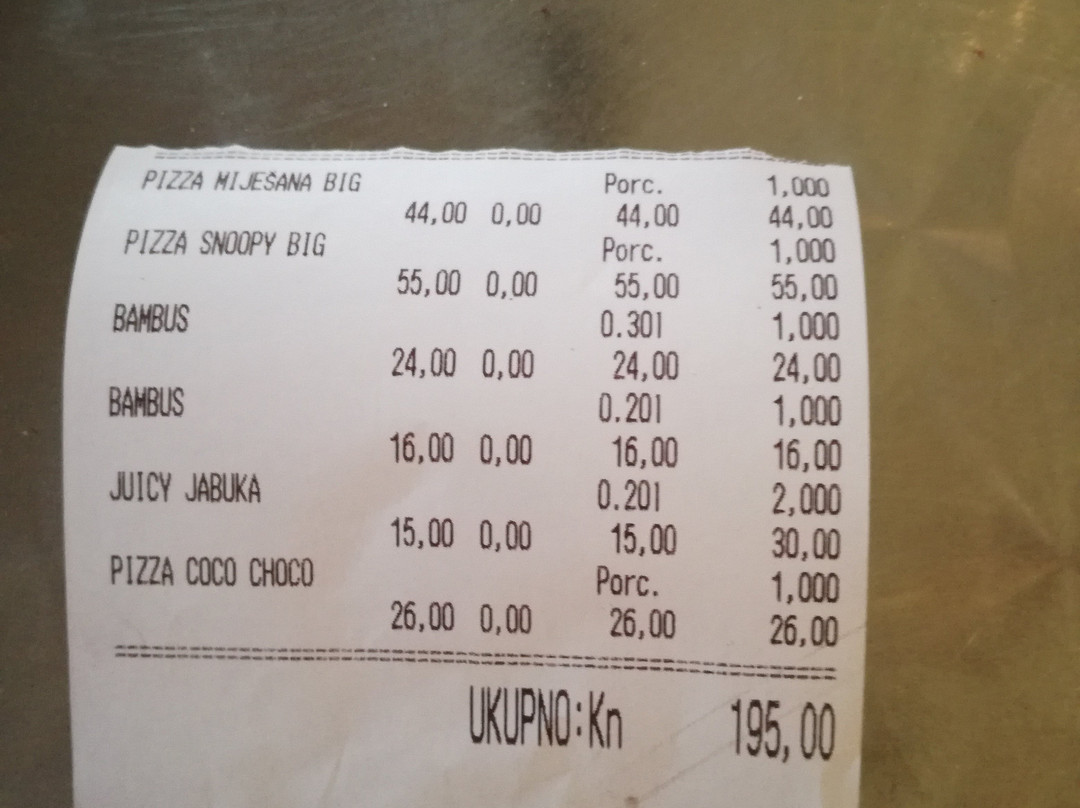 PIZZA MIJEŠANA BIG Porc. 1,000
44,00 0,00 44,00 44,00
PIZZA SNOOPY BIG Porc. 1,000
55,00 0,00 55,00 55,00
BAMBUS 0.30l 1,000
24,00 0,00 24,00 24,00
BAMBUS 0.20l 1,000
16,00 0,00 16,00 16,00
JUICY JABUKA 0.20l 2,000
15,00 0,00 15,00 30,00
PIZZA COCO CHOCO Porc. 1,000
26,00 0,00 26,00 26,00
UKUPNO:Kn 195,00